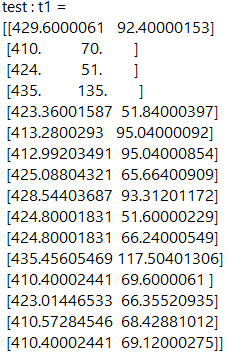 test : t1 =
[[429.6000061 92.40000153]
[410. 70. ]
[424. 51. ]
[435. 135. ]
[423.36001587 51.84000397]
[413.2800293 95.04000092]
[412.99203491 95.04000854]
[425.08804321 65.66400909]
[428.54403687 93.31201172]
[424.80001831 51.60000229]
[424.80001831 66.24000549]
[435.45605469 117.50401306]
[410.40002441 69.6000061 ]
[423.01446533 66.35520935]
[410.57284546 68.42881012]
[410.40002441 69.12000275]]